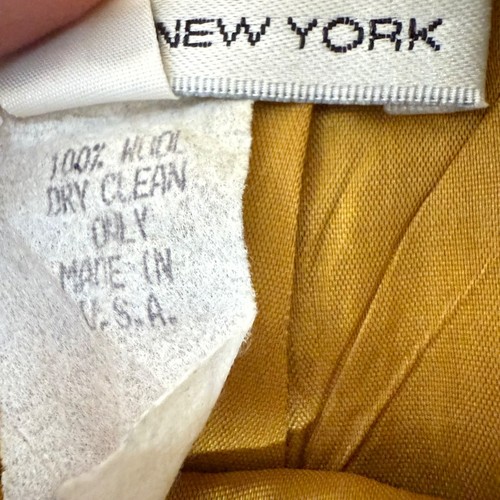 NEW YORK
100% WOOL
DRY CLEAN
ONLY
MADE IN
U.S.A.